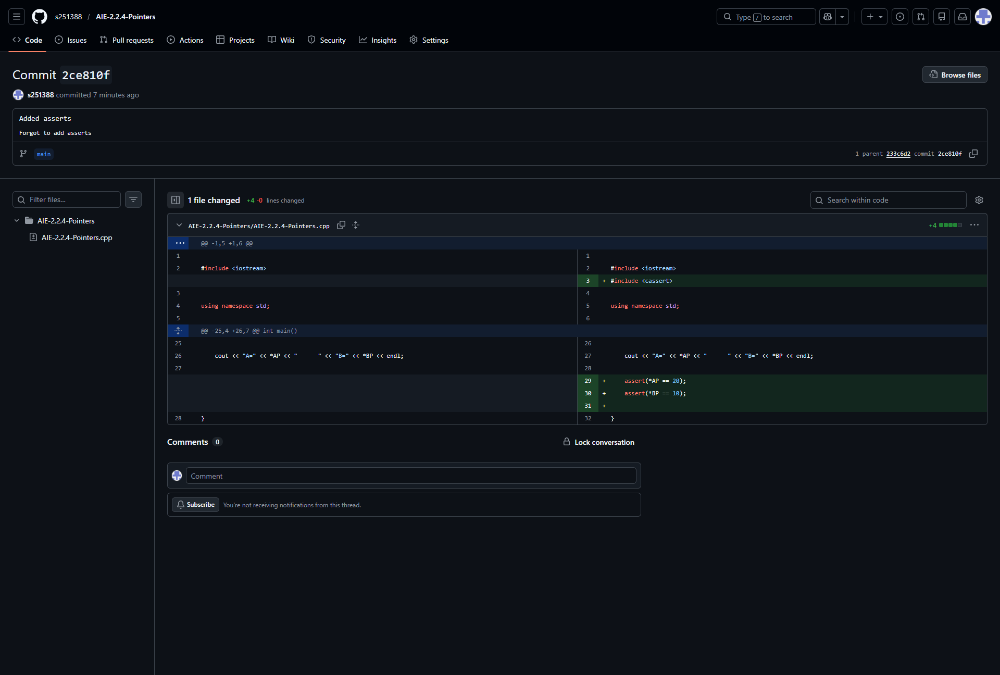 s251388 / AIE-2.2.4-Pointers
Type / to search
Code Issues Pull requests Actions Projects Wiki Security Insights Settings
Commit 2ce810f
Browse files
s251388 committed 7 minutes ago
Added asserts
Forgot to add asserts
main
1 parent 233c6d2 commit 2ce810f
Filter files...
AIE-2.2.4-Pointers
AIE-2.2.4-Pointers.cpp
1 file changed +4 -0 lines changed
Search within code
AIE-2.2.4-Pointers/AIE-2.2.4-Pointers.cpp
+4
@@ -1,5 +1,6 @@
1 1
2 #include <iostream> 2 #include <iostream>
3 + #include <cassert>
3 4
4 using namespace std; 5 using namespace std;
5 6
@@ -25,4 +26,7 @@ int main()
25 26
26 cout << "A=" << *AP << "      " << "B=" << *BP << endl; 27 cout << "A=" << *AP << "      " << "B=" << *BP << endl;
27 28
29 + assert(*AP == 20);
30 + assert(*BP == 10);
31 +
28 } 32 }
Comments 0
Lock conversation
Comment
Subscribe You're not receiving notifications from this thread.